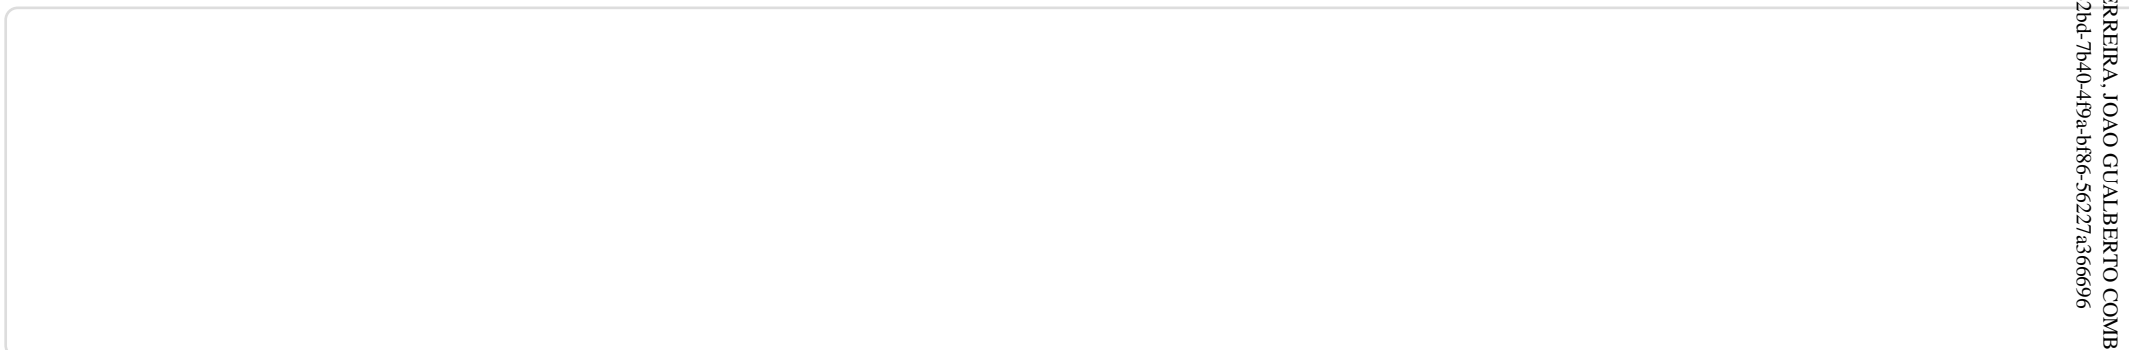 ERREIRA, JOAO GUALBERTO COMB
2bd-7b40-4f9a-bf86-56227a366696